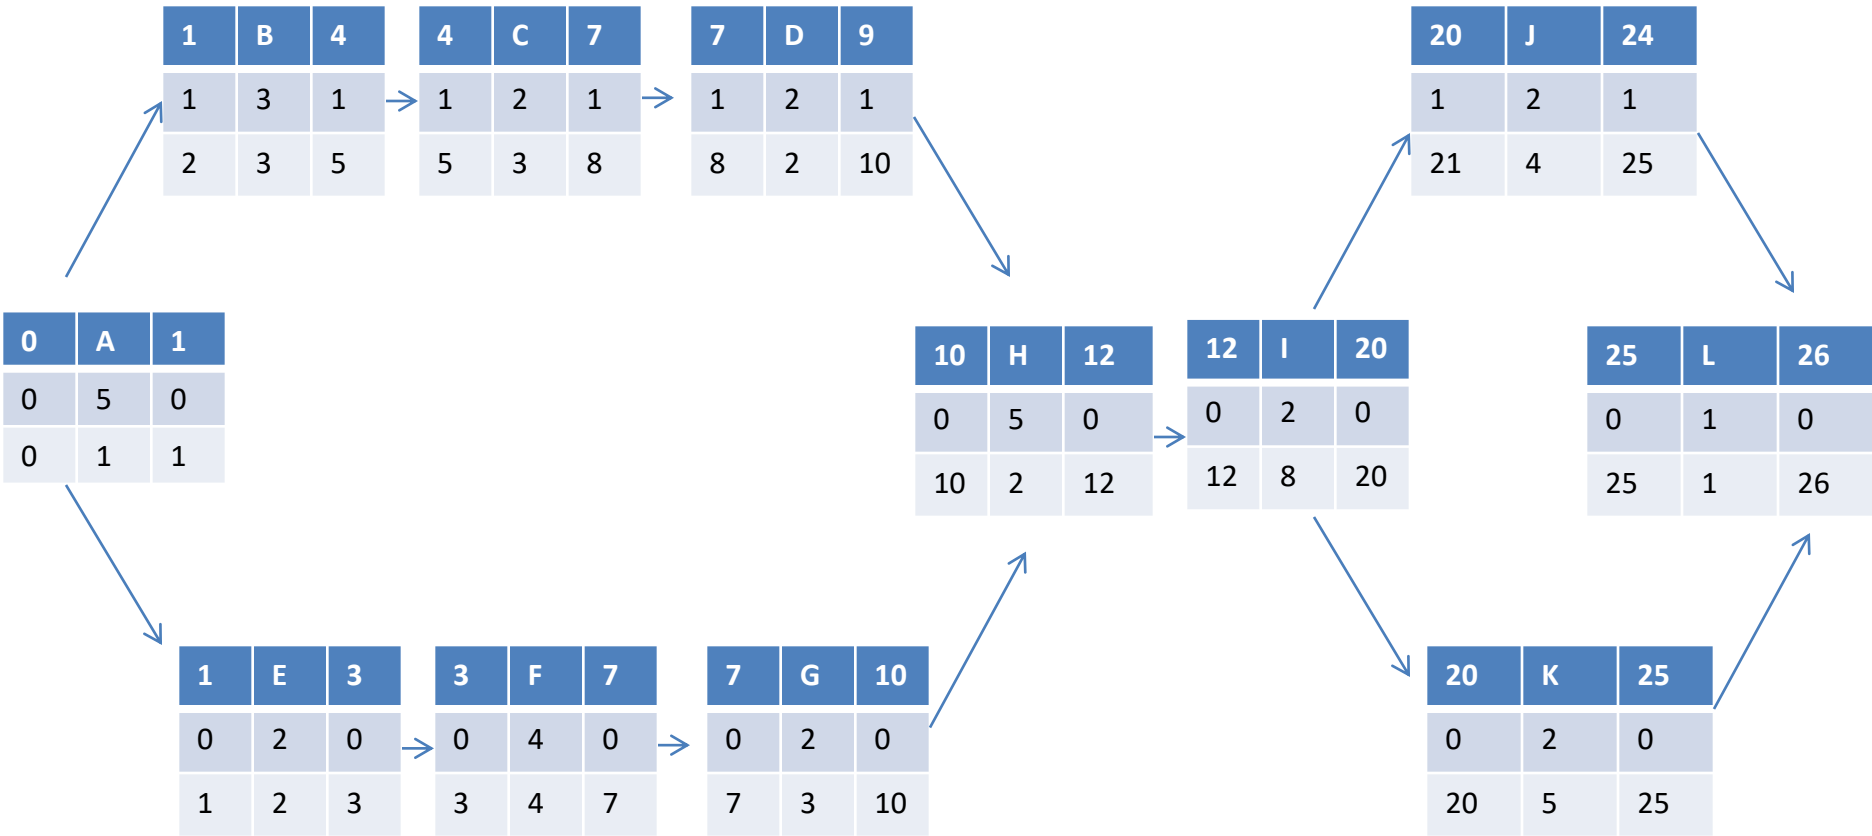 1 B 4
1 3 1
2 3 5
4 C 7
1 2 1
5 3 8
7 D 9
1 2 1
8 2 10
20 J 24
1 2 1
21 4 25
0 A 1
0 5 0
0 1 1
10 H 12
0 5 0
10 2 12
12 I 20
0 2 0
12 8 20
25 L 26
0 1 0
25 1 26
1 E 3
0 2 0
1 2 3
3 F 7
0 4 0
3 4 7
7 G 10
0 2 0
7 3 10
20 K 25
0 2 0
20 5 25